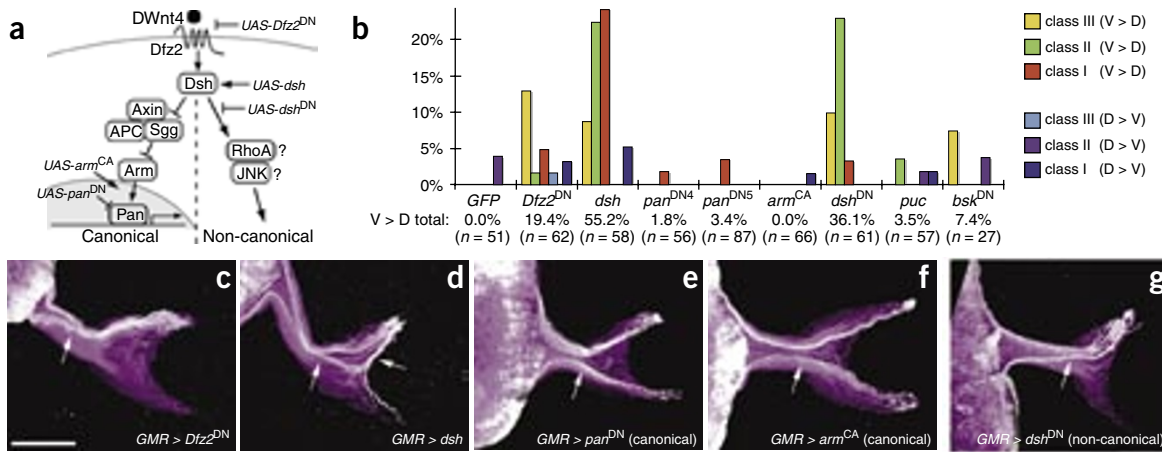 a
DWnt4
UAS-Dfz2DN
Dfz2
Dsh
UAS-dsh
UAS-dshDN
Axin
APC
Sgg
RhoA ?
JNK ?
UAS-armCA
Arm
UAS-panDN
Pan
Canonical
Non-canonical
b
20%
15%
10%
5%
0%
GFP Dfz2DN dsh panDN4 panDN5 armCA dshDN puc bskDN
V > D total: 0.0% 19.4% 55.2% 1.8% 3.4% 0.0% 36.1% 3.5% 7.4%
(n = 51) (n = 62) (n = 58) (n = 56) (n = 87) (n = 66) (n = 61) (n = 57) (n = 27)
class III (V > D)
class II (V > D)
class I (V > D)
class III (D > V)
class II (D > V)
class I (D > V)
c
GMR > Dfz2DN
d
GMR > dsh
e
GMR > panDN (canonical)
f
GMR > armCA (canonical)
g
GMR > dshDN (non-canonical)